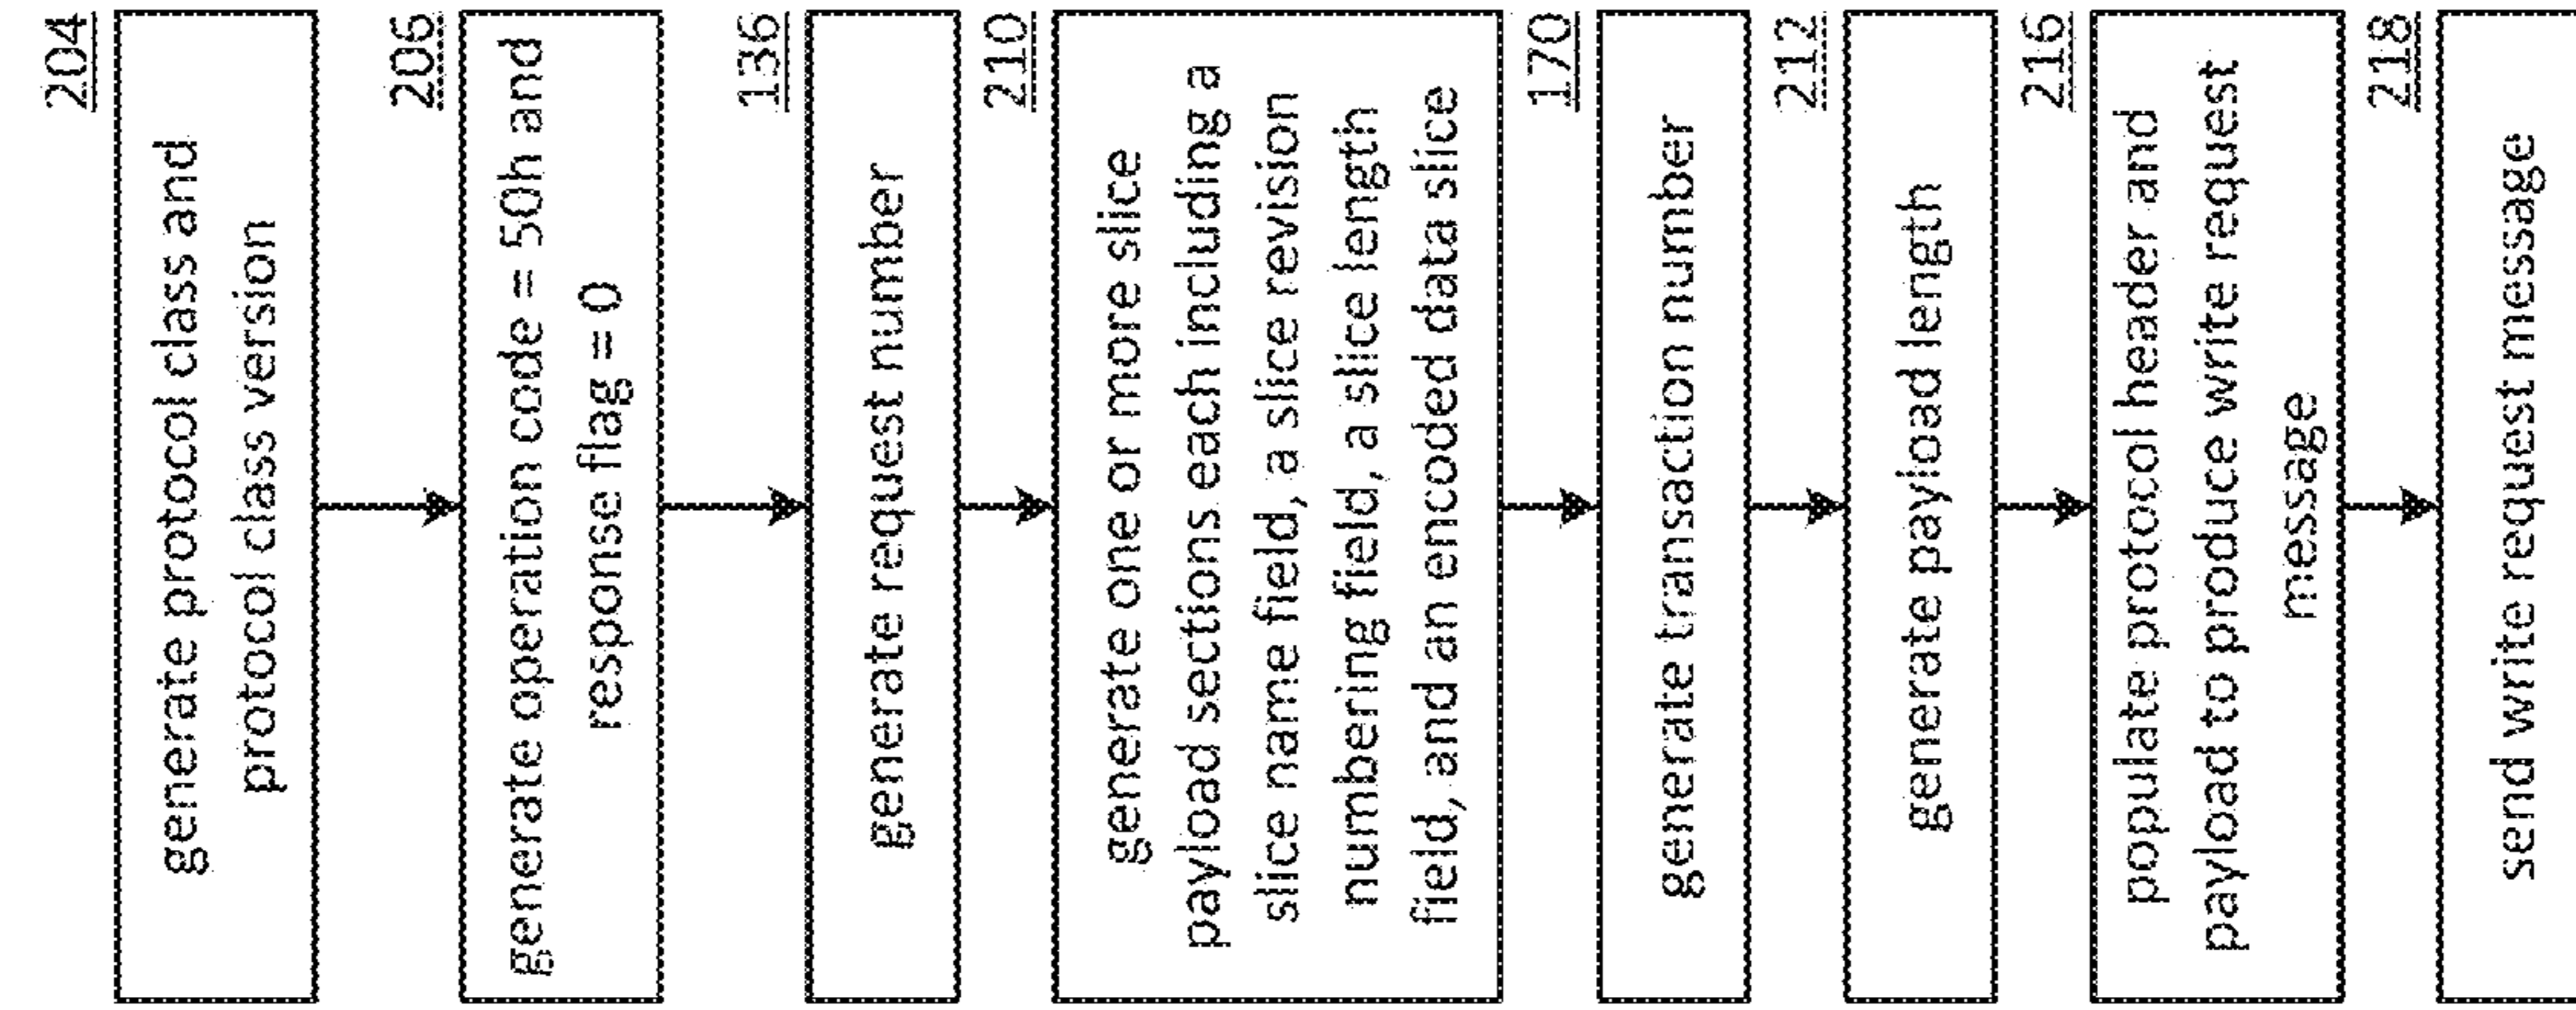 204
generate protocol class and
protocol class version
206
generate operation code = 50h and
response flag = 0
136
generate request number
210
generate one or more slice
payload sections each including a
slice name field, a slice revision
numbering field, a slice length
field, and an encoded data slice
170
generate transaction number
212
generate payload length
216
populate protocol header and
payload to produce write request
message
218
send write request message